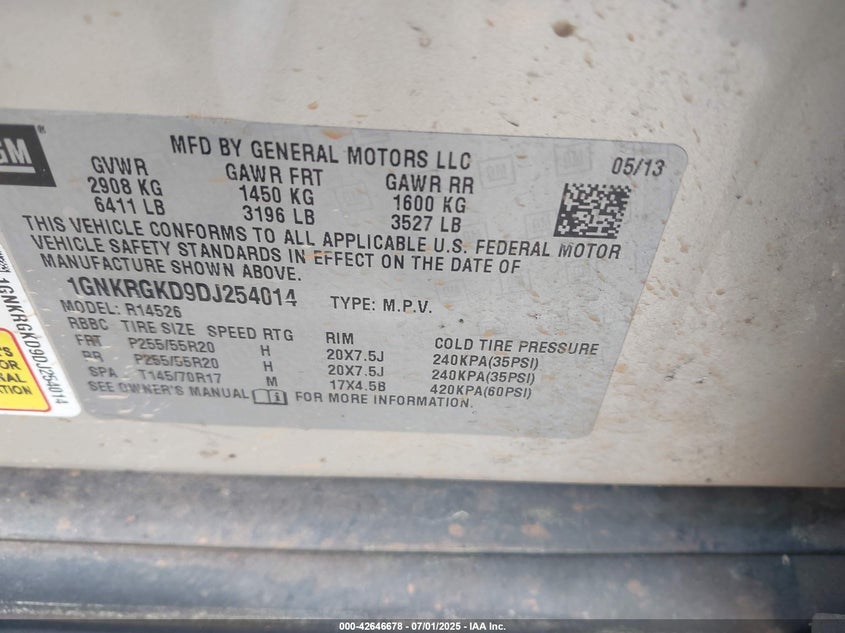 GM®
MFD BY GENERAL MOTORS LLC 05/13
GVWR GAWR FRT GAWR RR
2908 KG 1450 KG 1600 KG
6411 LB 3196 LB 3527 LB
THIS VEHICLE CONFORMS TO ALL APPLICABLE U.S. FEDERAL MOTOR
VEHICLE SAFETY STANDARDS IN EFFECT ON THE DATE OF
MANUFACTURE SHOWN ABOVE.
1GNKRGKD9DJ254014 TYPE: M.P.V.
MODEL: R14526
RBBC TIRE SIZE SPEED RTG RIM COLD TIRE PRESSURE
FRT P255/55R20 H 20X7.5J 240KPA(35PSI)
RR P255/55R20 H 20X7.5J 240KPA(35PSI)
SPA T145/70R17 M 17X4.5B 420KPA(60PSI)
SEE OWNER'S MANUAL FOR MORE INFORMATION.
1GNKRGKD9DJ254014
000-42646678 - 07/01/2025 - IAA Inc.